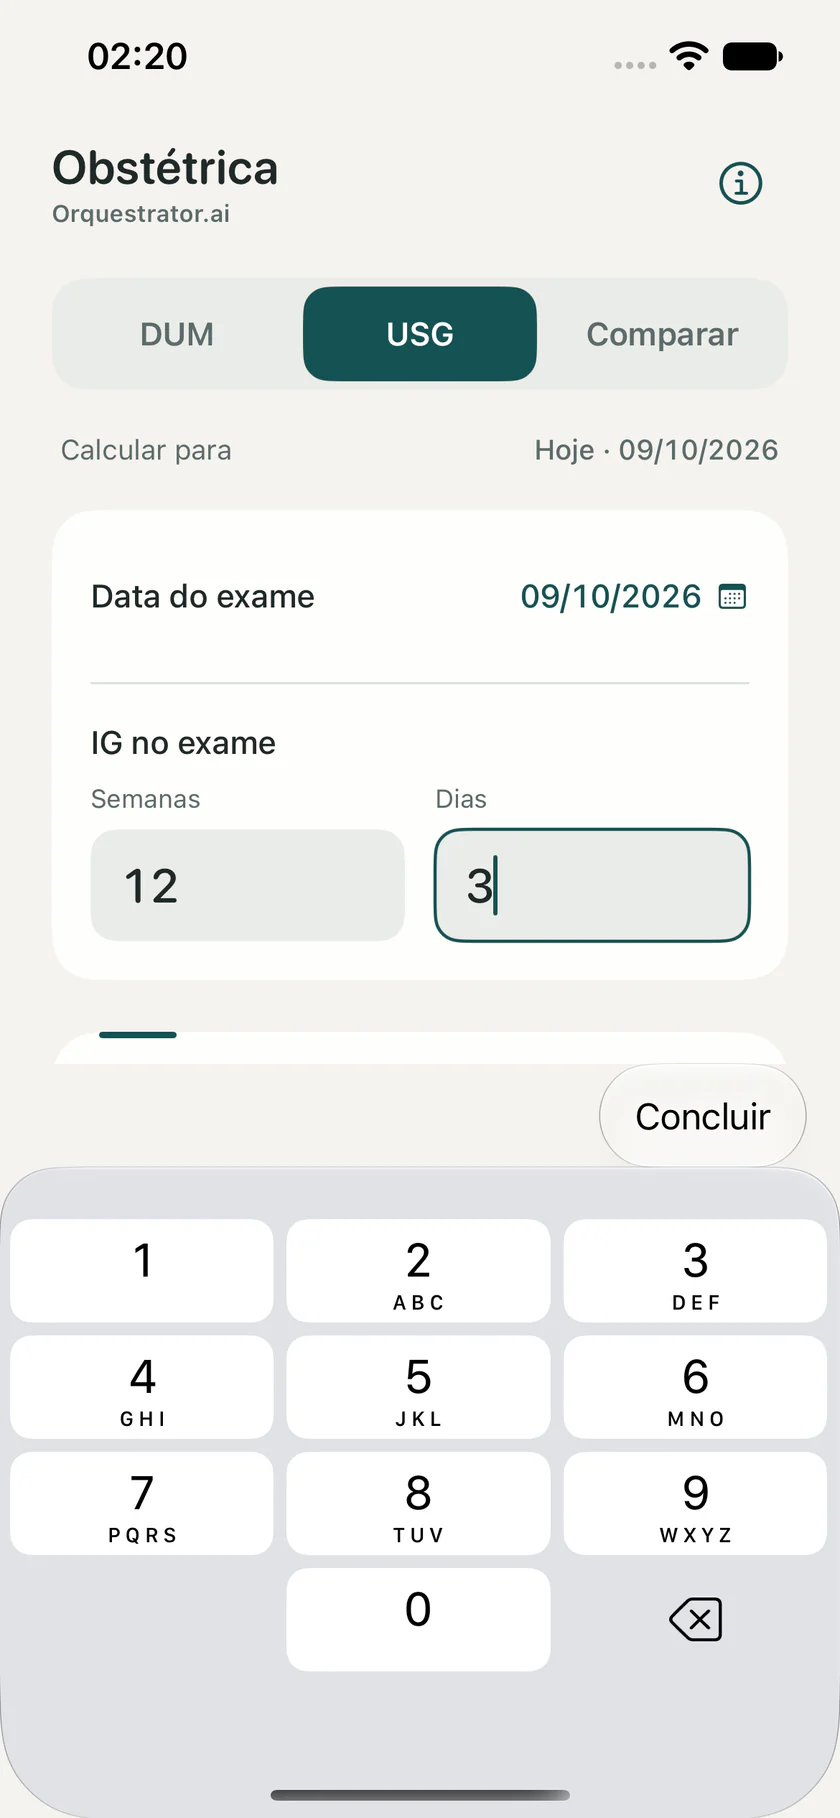 02:20
Obstétrica
Orquestrator.ai
DUM USG Comparar
Calcular para Hoje · 09/10/2026
Data do exame 09/10/2026
IG no exame
Semanas Dias
12 3
Concluir
1 2 3
ABC DEF
4 5 6
GHI JKL MNO
7 8 9
PQRS TUV WXYZ
0